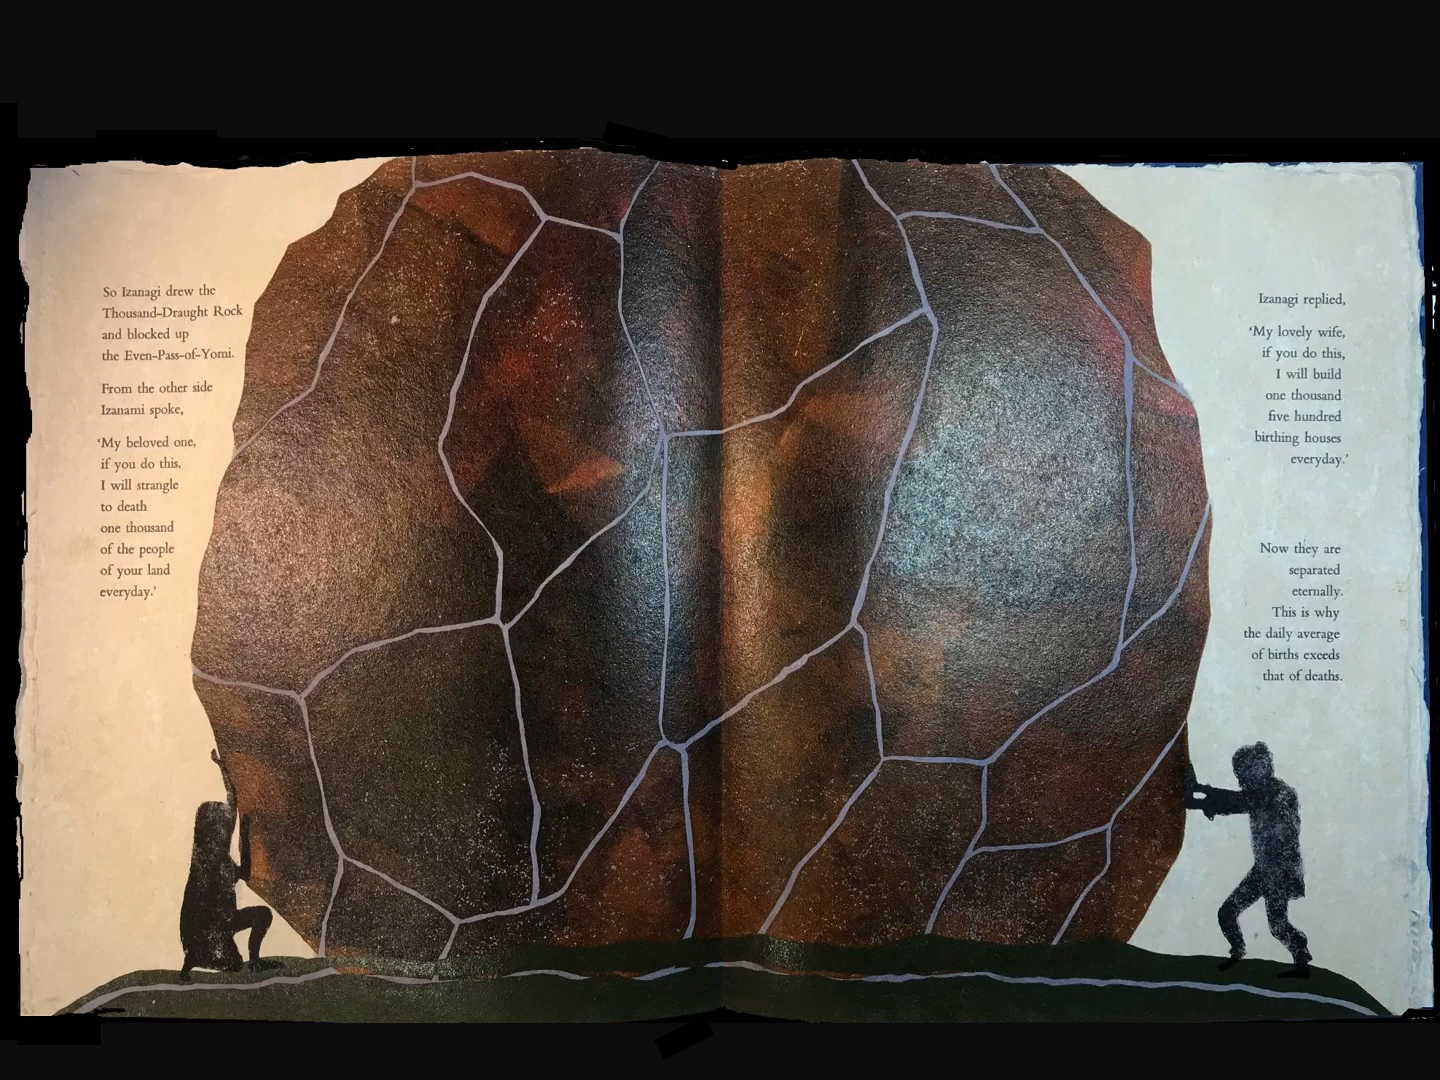 So Izanagi drew the
Thousand-Draught Rock
and blocked up
the Even-Pass-of-Yomi.
From the other side
Izanami spoke,
‘My beloved one,
if you do this,
I will strangle
to death
one thousand
of the people
of your land
everyday.’
Izanagi replied,
‘My lovely wife,
if you do this,
I will build
one thousand
five hundred
birthing houses
everyday.’
Now they are
separated
eternally.
This is why
the daily average
of births exeeds
that of deaths.